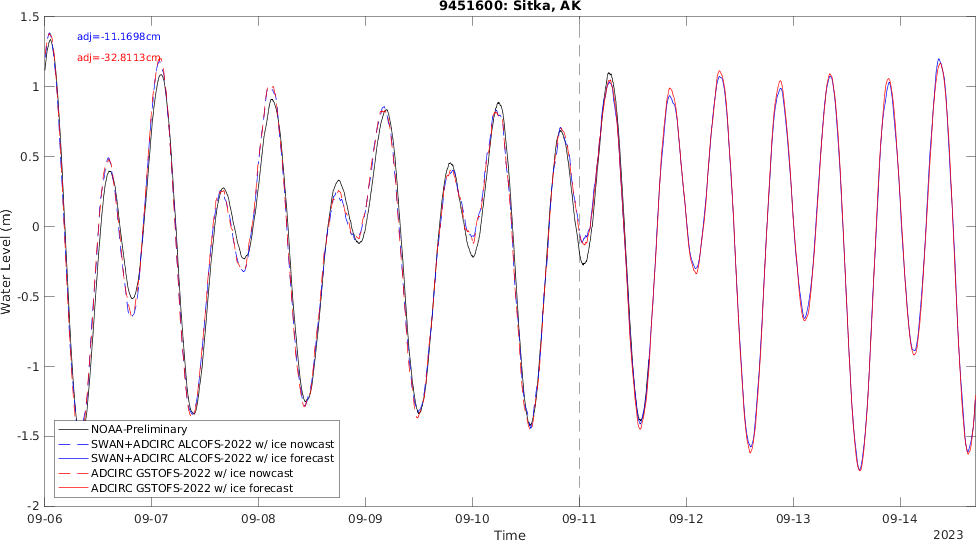 9451600: Sitka, AK
1.5
adj=-11.1698cm
adj=-32.8113cm
1
0.5
0
-0.5
-1
-1.5
-2
Water Level (m)
NOAA-Preliminary
SWAN+ADCIRC ALCOFS-2022 w/ ice nowcast
SWAN+ADCIRC ALCOFS-2022 w/ ice forecast
ADCIRC GSTOFS-2022 w/ ice nowcast
ADCIRC GSTOFS-2022 w/ ice forecast
09-06 09-07 09-08 09-09 09-10 09-11 09-12 09-13 09-14
Time
2023